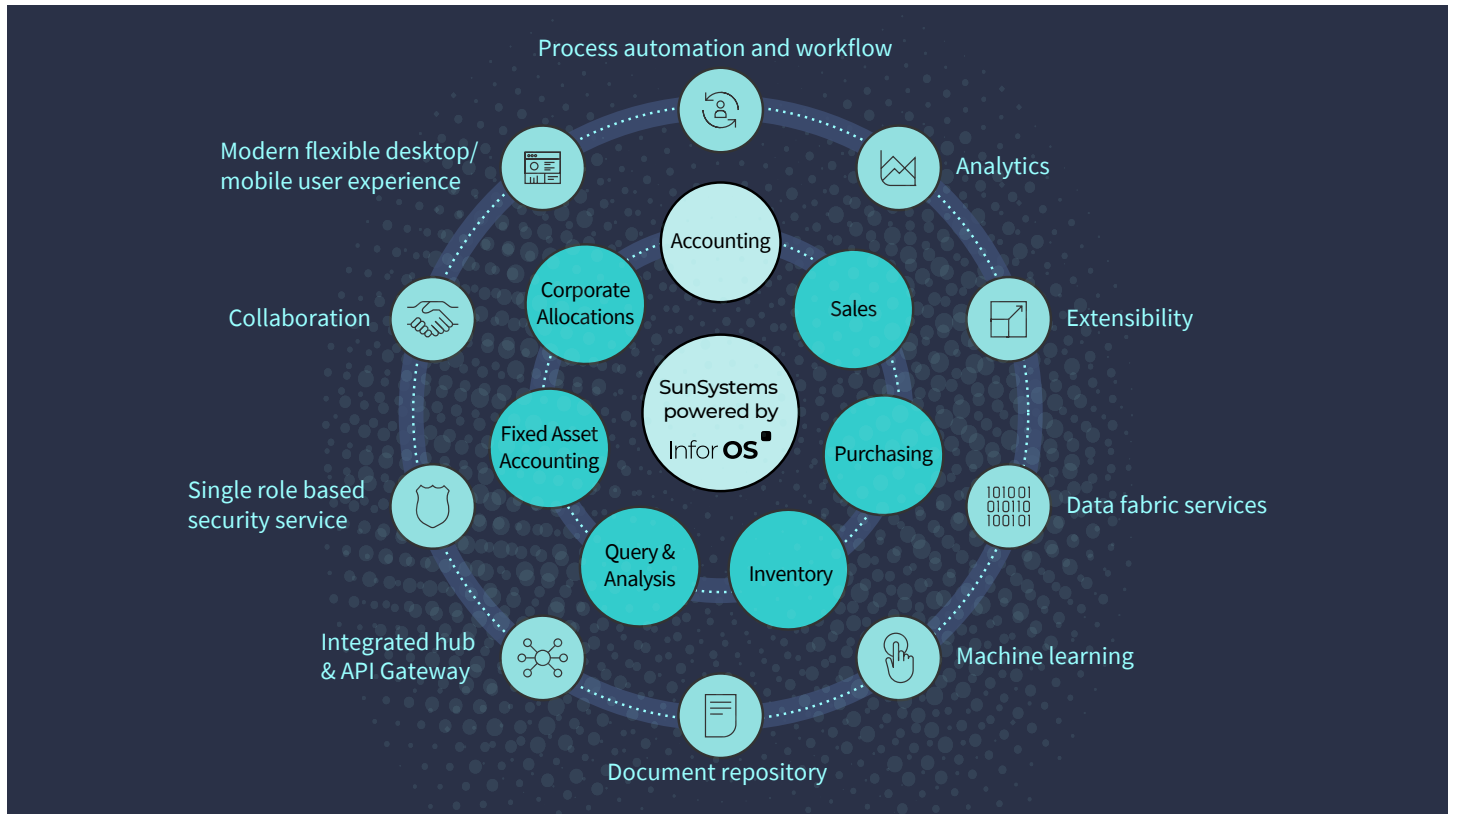 Process automation and workflow
Modern flexible desktop/
mobile user experience
Analytics
Accounting
Corporate
Allocations
Sales
Collaboration
Extensibility
SunSystems
powered by
Infor OS
Fixed Asset
Accounting
Purchasing
Single role based
security service
101001
010110
100101
Data fabric services
Query &
Analysis
Inventory
Integrated hub
& API Gateway
Machine learning
Document repository